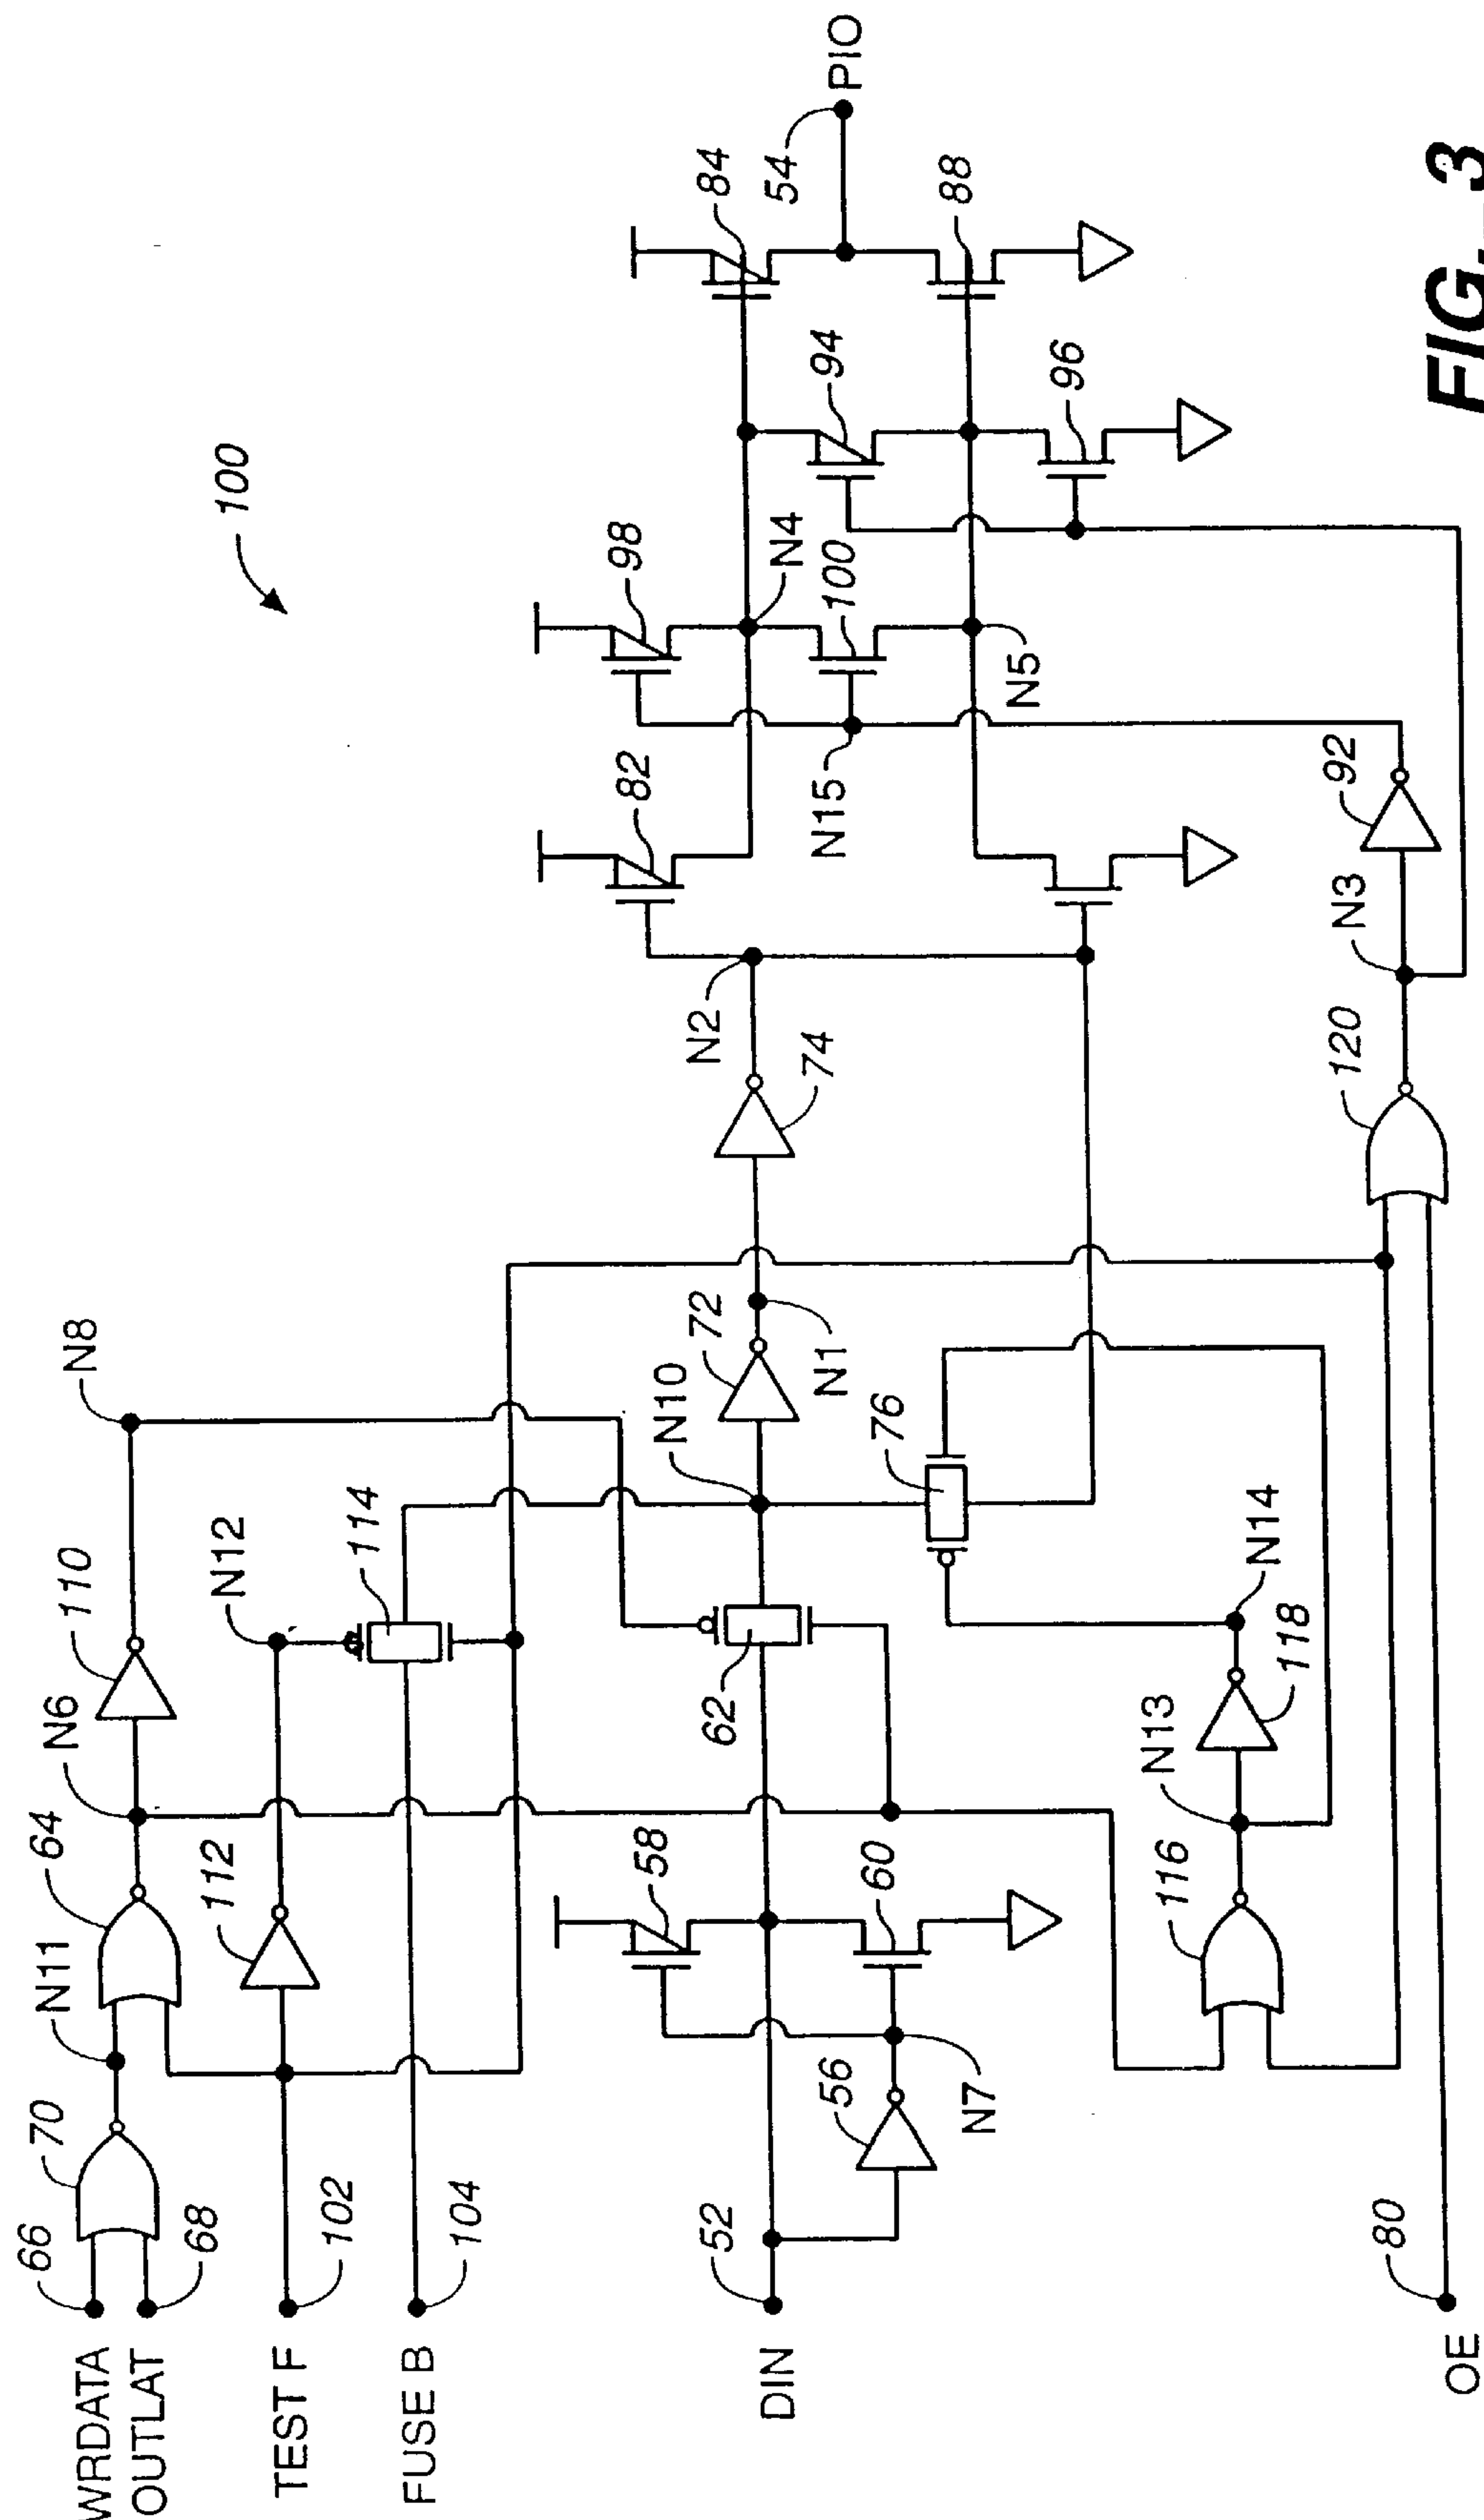 WRDATA
66
70
N11
64
N6
110
N8
OUTLAT
68
TEST F
102
112
N12
114
FUSE B
104
DIN
52
56
N7
58
60
62
N10
72
N1
74
N2
76
116
N13
118
N14
OE
80
120
N3
92
82
N15
98
100
N4
N5
94
96
84
88
54
PIO
100
FIG._3